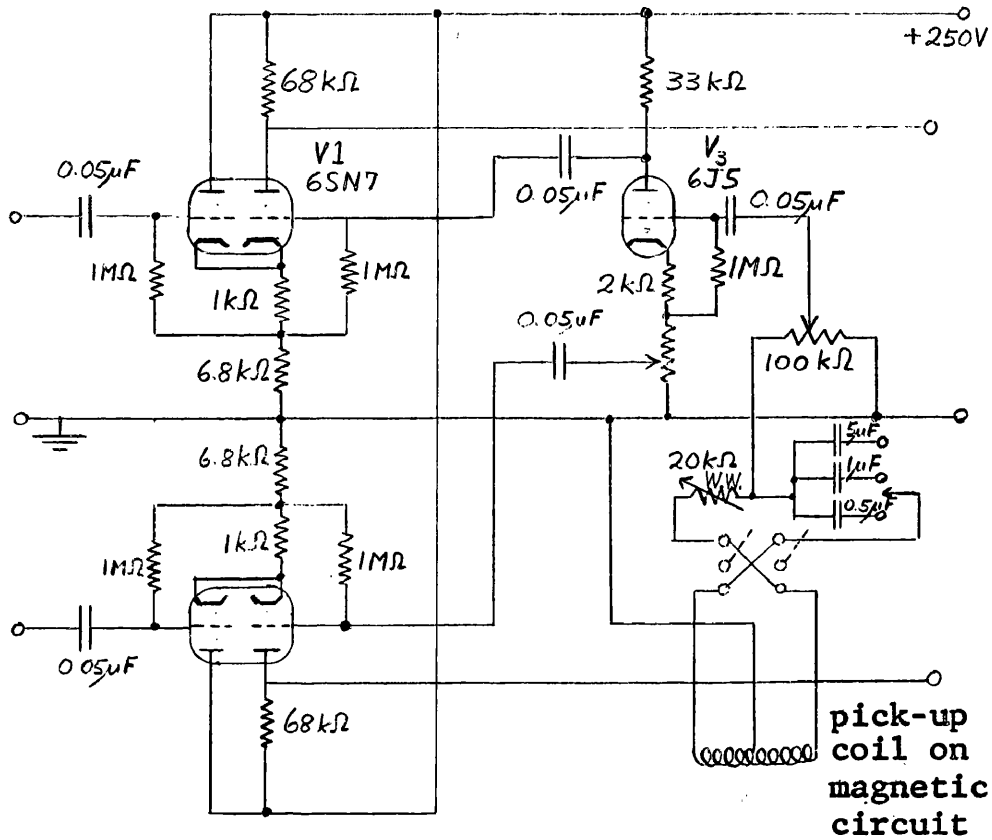 +250V
68kΩ
33kΩ
V1
6SN7
V3
6J5
0.05μF
0.05μF
0.05μF
1MΩ
1MΩ
1kΩ
2kΩ
1MΩ
0.05uF
6.8kΩ
100kΩ
6.8kΩ
5μF
20kΩ
W.W.
1μF
0.5μF
1kΩ
1MΩ
1MΩ
0.05μF
68kΩ
pick-up
coil on
magnetic
circuit